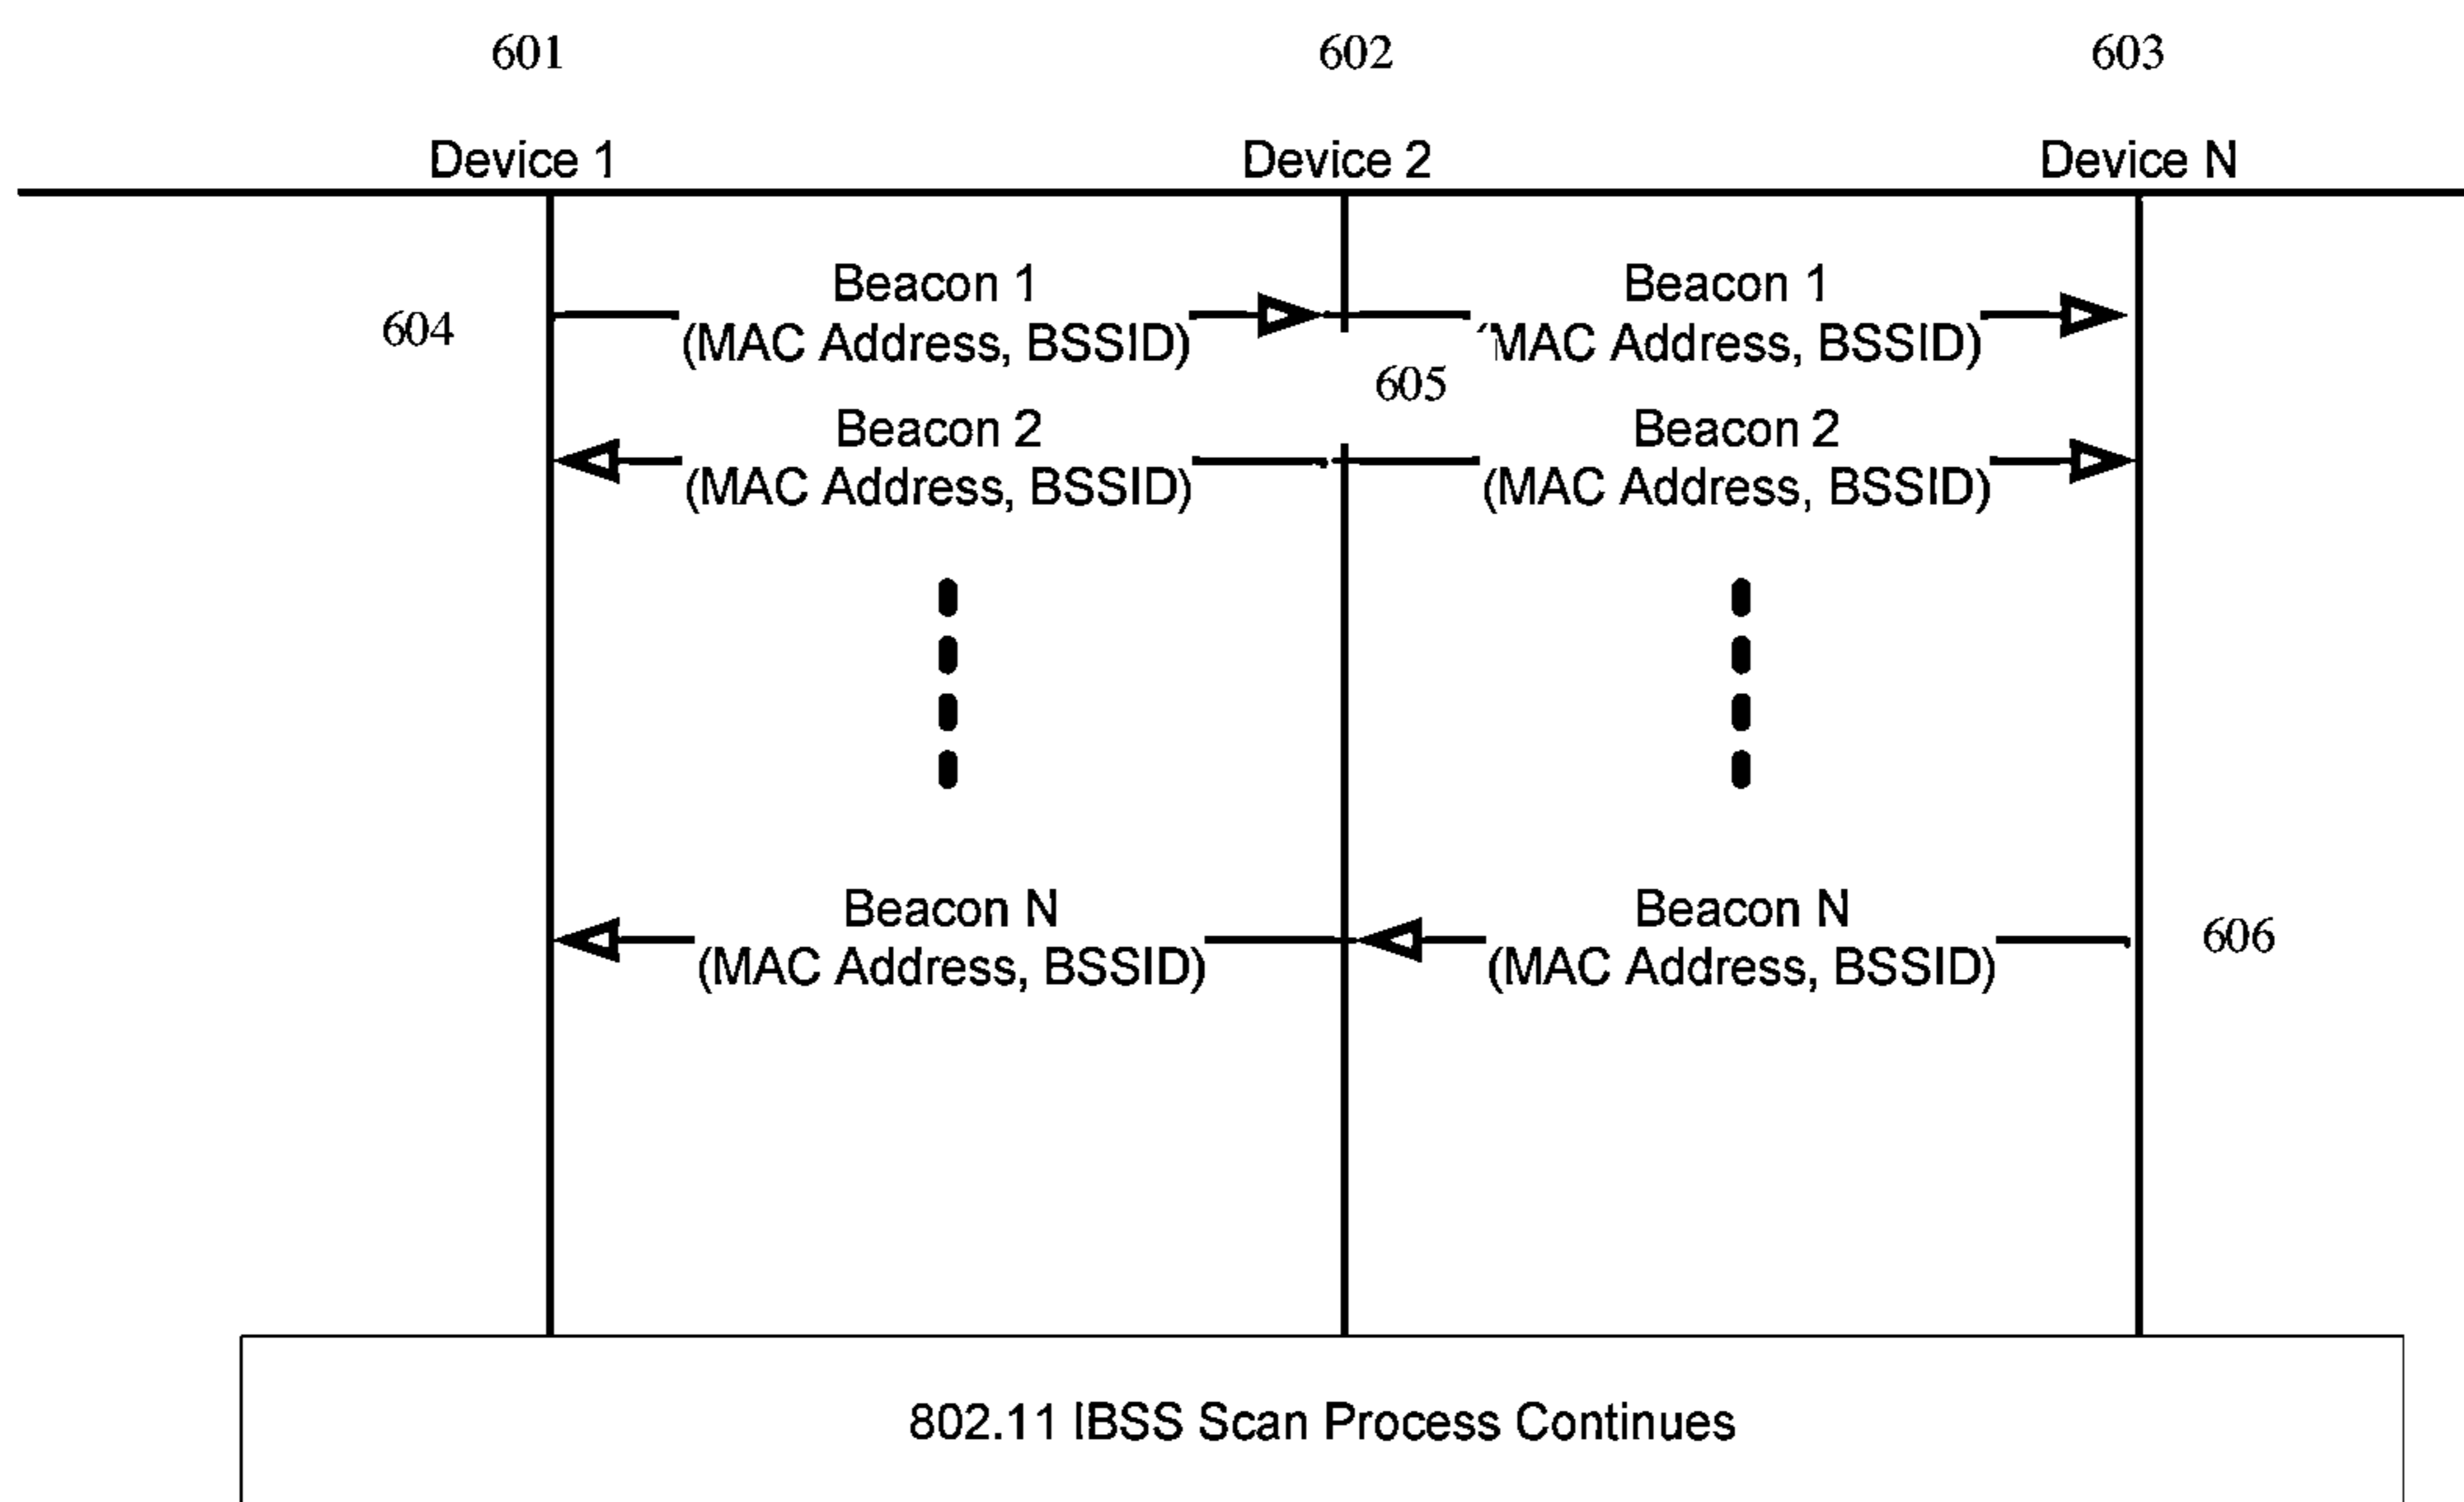 601 602 603
Device 1 Device 2 Device N
Beacon 1 Beacon 1
604 (MAC Address, BSSID) MAC Address, BSSID)
605
Beacon 2 Beacon 2
(MAC Address, BSSID) (MAC Address, BSSID)
Beacon N Beacon N
606
(MAC Address, BSSID) (MAC Address, BSSID)
802.11 IBSS Scan Process Continues